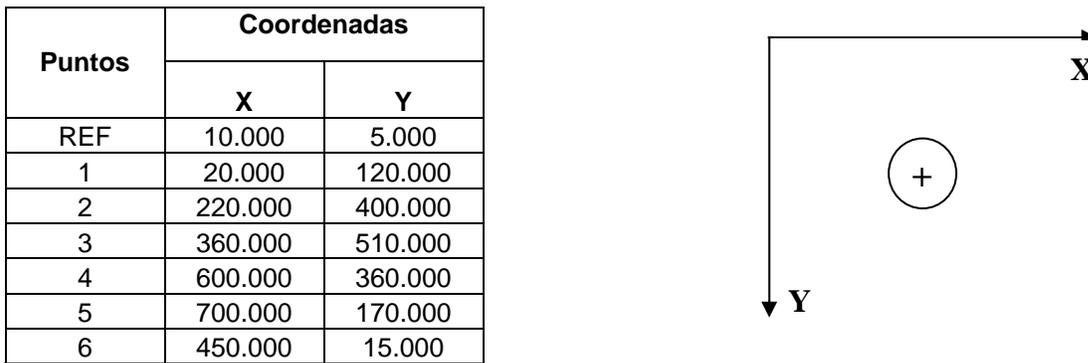 Puntos Coordenadas
X Y
REF 10.000 5.000
1 20.000 120.000
2 220.000 400.000
3 360.000 510.000
4 600.000 360.000
5 700.000 170.000
6 450.000 15.000
X
+
Y